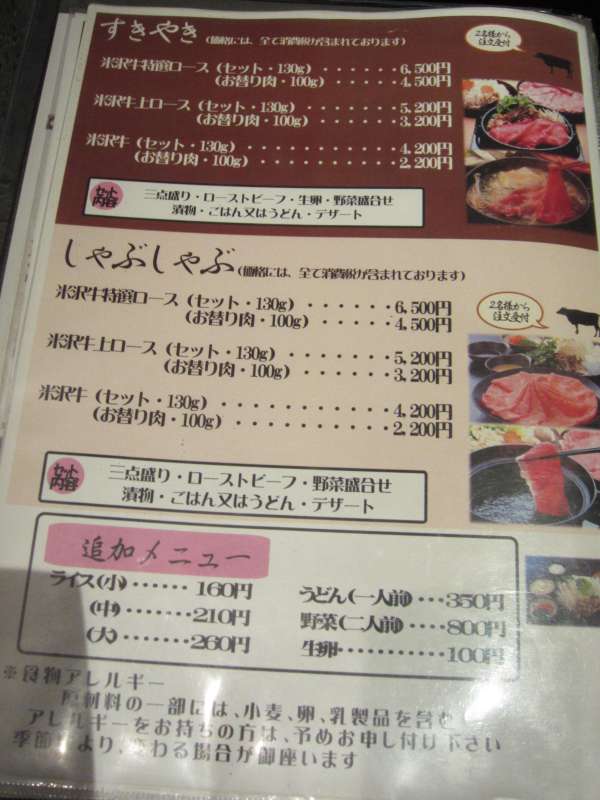 すきやき (価格には、全て消費税が含まれております)
2名様から
注文受付
米沢牛特選ロース (セット・130g) ・・・・・・6,500円
(お替り肉・100g) ・・・・・・4,500円
米沢牛上ロース (セット・130g) ・・・・・・・5,200円
(お替り肉・100g) ・・・・・・・3,200円
米沢牛 (セット・130g) ・・・・・・・・・・4,200円
(お替り肉・100g) ・・・・・・・・・2,200円
セット
内容
三点盛り・ローストビーフ・生卵・野菜盛合せ
漬物・ごはん又はうどん・デザート
しゃぶしゃぶ (価格には、全て消費税が含まれております)
2名様から
注文受付
米沢牛特選ロース (セット・130g) ・・・・・・6,500円
(お替り肉・100g) ・・・・・・4,500円
米沢牛上ロース (セット・130g) ・・・・・・・5,200円
(お替り肉・100g) ・・・・・・・3,200円
米沢牛 (セット・130g) ・・・・・・・・・・4,200円
(お替り肉・100g) ・・・・・・・・・2,200円
セット
内容
三点盛り・ローストビーフ・野菜盛合せ
漬物・ごはん又はうどん・デザート
追加メニュー
ライス(小)・・・・・・160円
(中)・・・・・・・210円
(大)・・・・・・・260円
うどん(一人前)・・・350円
野菜(二人前)・・・・800円
生卵・・・・・・・・・・100円
※食物アレルギー
原材料の一部には、小麦、卵、乳製品を含む
アレルギーをお持ちの方は、予めお申し付け下さい
季節により、変わる場合が御座います